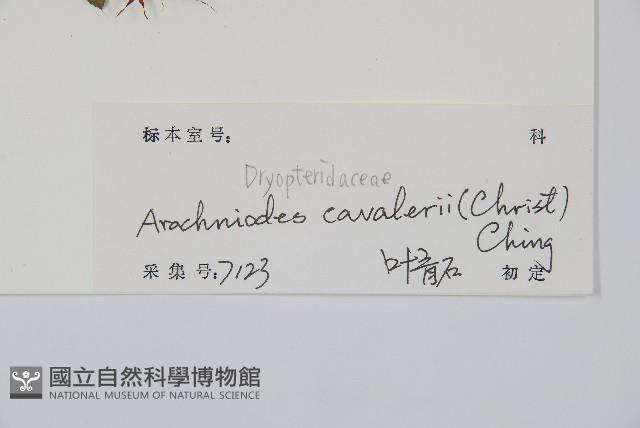 标本室号： 科
Dryopteridaceae
Arachniodes cavalerii (Christ)
Ching
采集号：7123 叶育石 初定
國立自然科學博物館
NATIONAL MUSEUM OF NATURAL SCIENCE